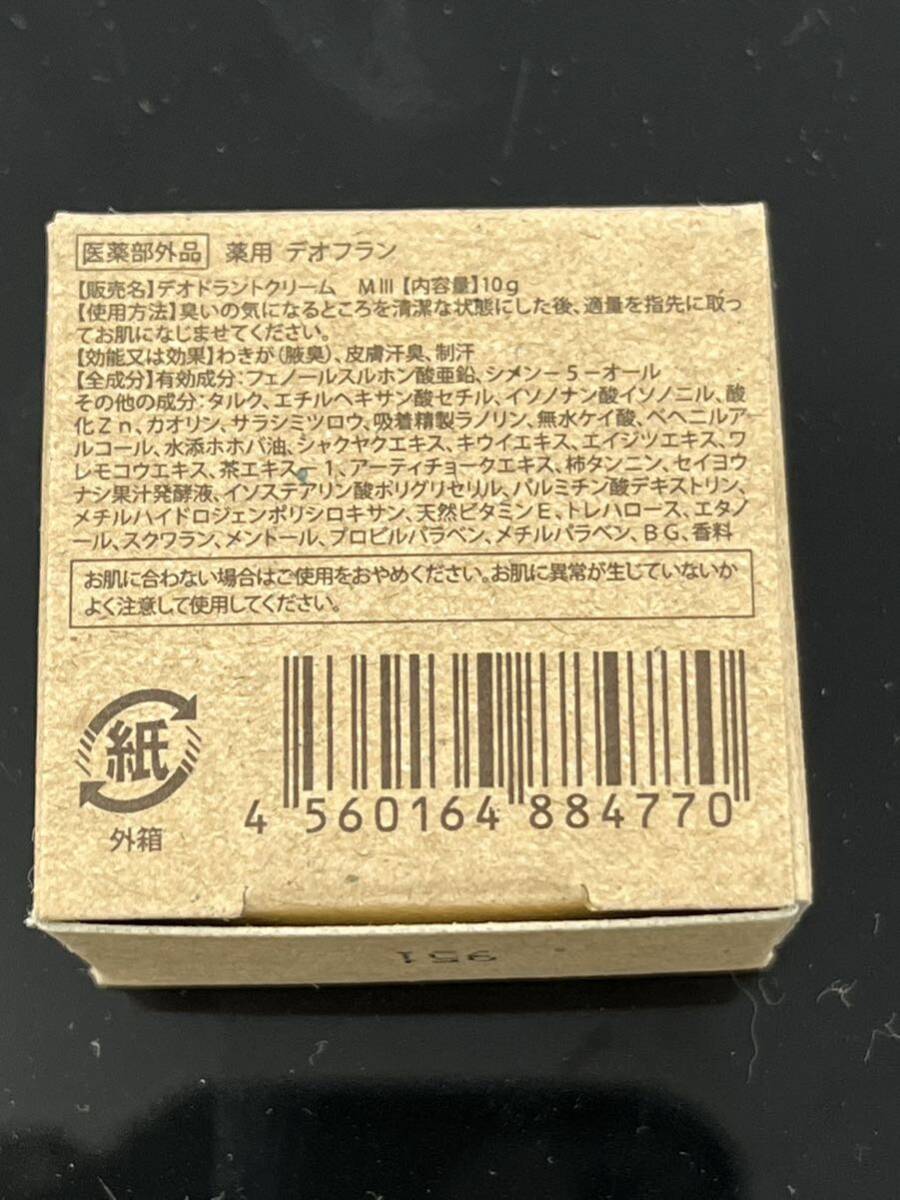 医薬部外品 薬用 デオフラン
【販売名】デオドラントクリーム MⅢ【内容量】10g
【使用方法】臭いの気になるところを清潔な状態にした後、適量を指先に取っ
てお肌になじませてください。
【効能又は効果】わきが(腋臭)、皮膚汗臭、制汗
【全成分】有効成分:フェノールスルホン酸亜鉛、シメン-5-オール
その他の成分:タルク、エチルヘキサン酸セチル、イソノナン酸イソノニル、酸
化Zn、カオリン、サラシミツロウ、吸着精製ラノリン、無水ケイ酸、ベヘニルア
ルコール、水添ホホバ油、シャクヤクエキス、キウイエキス、エイジツエキス、ワ
レモコウエキス、茶エキス-1、アーティチョークエキス、柿タンニン、セイヨウ
ナシ果汁発酵液、イソステアリン酸ポリグリセリル、パルミチン酸デキストリン、
メチルハイドロジェンポリシロキサン、天然ビタミンE、トレハロース、エタノ
ール、スクワラン、メントール、プロピルパラベン、メチルパラベン、BG、香料
お肌に合わない場合はご使用をおやめください。お肌に異常が生じていないか
よく注意して使用してください。
紙
外箱
4 560164 884770
951